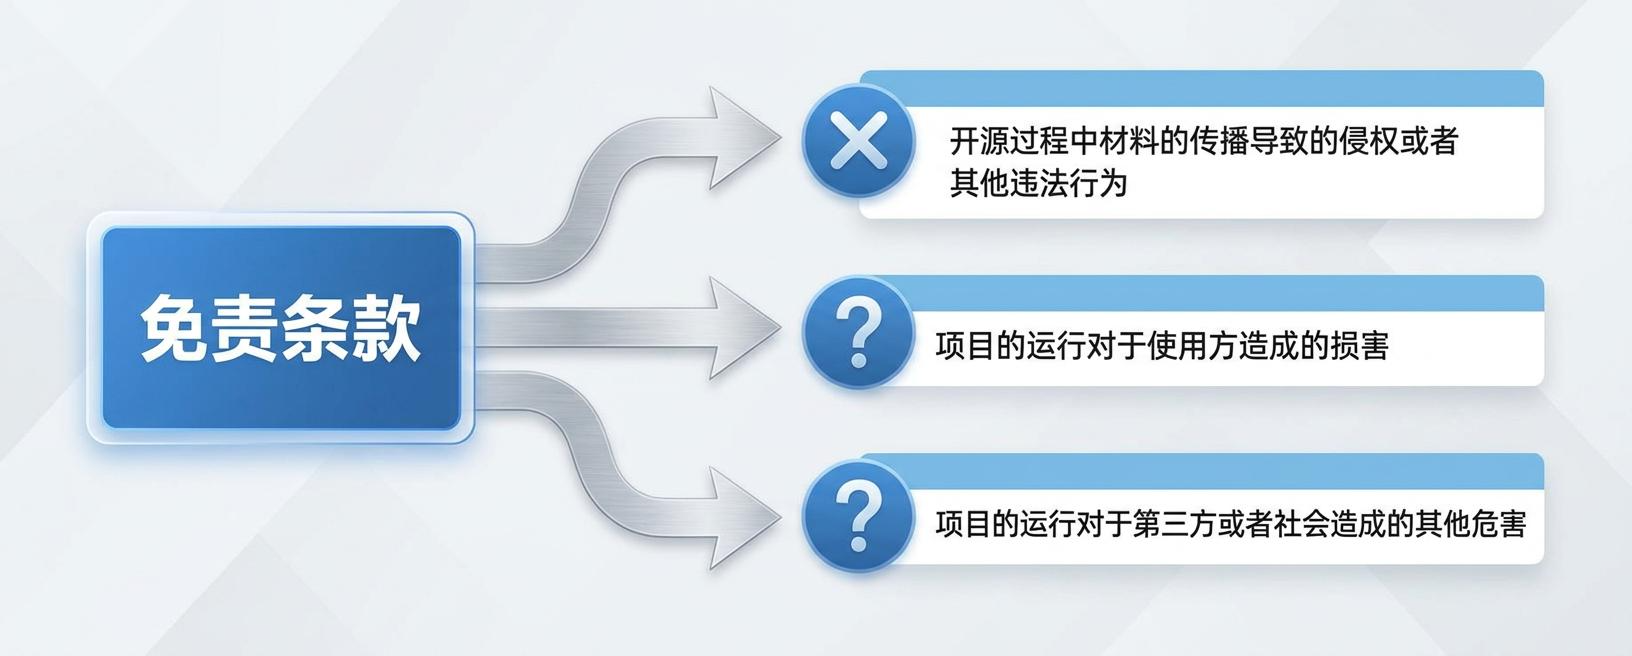 免责条款
开源过程中材料的传播导致的侵权或者
其他违法行为
项目的运行对于使用方造成的损害
项目的运行对于第三方或者社会造成的其他危害